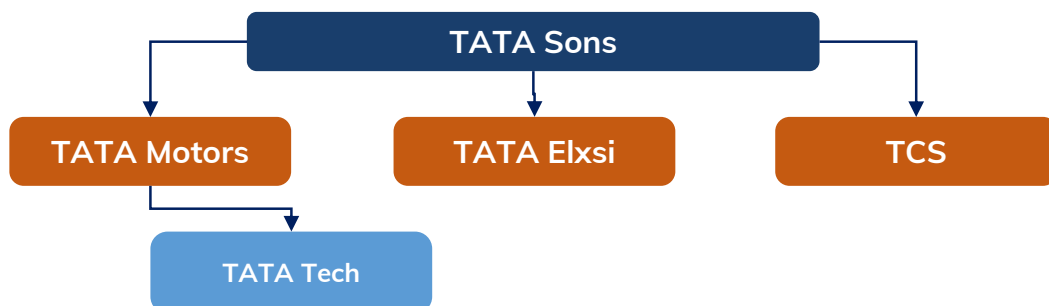 TATA Sons
TATA Motors
TATA Elxsi
TCS
TATA Tech